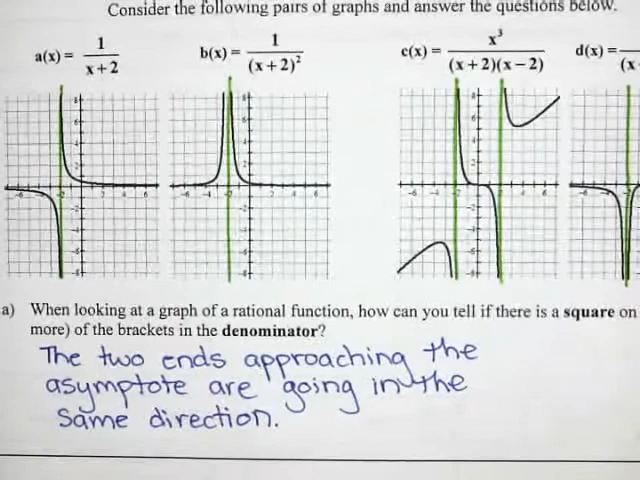 Consider the following pairs of graphs and answer the questions below.
a(x) = 1/(x+2) b(x) = 1/(x+2)² c(x) = x³/((x+2)(x−2)) d(x) = (x
a) When looking at a graph of a rational function, how can you tell if there is a square on
more) of the brackets in the denominator?
The two ends approaching the
asymptote are going in the
same direction.